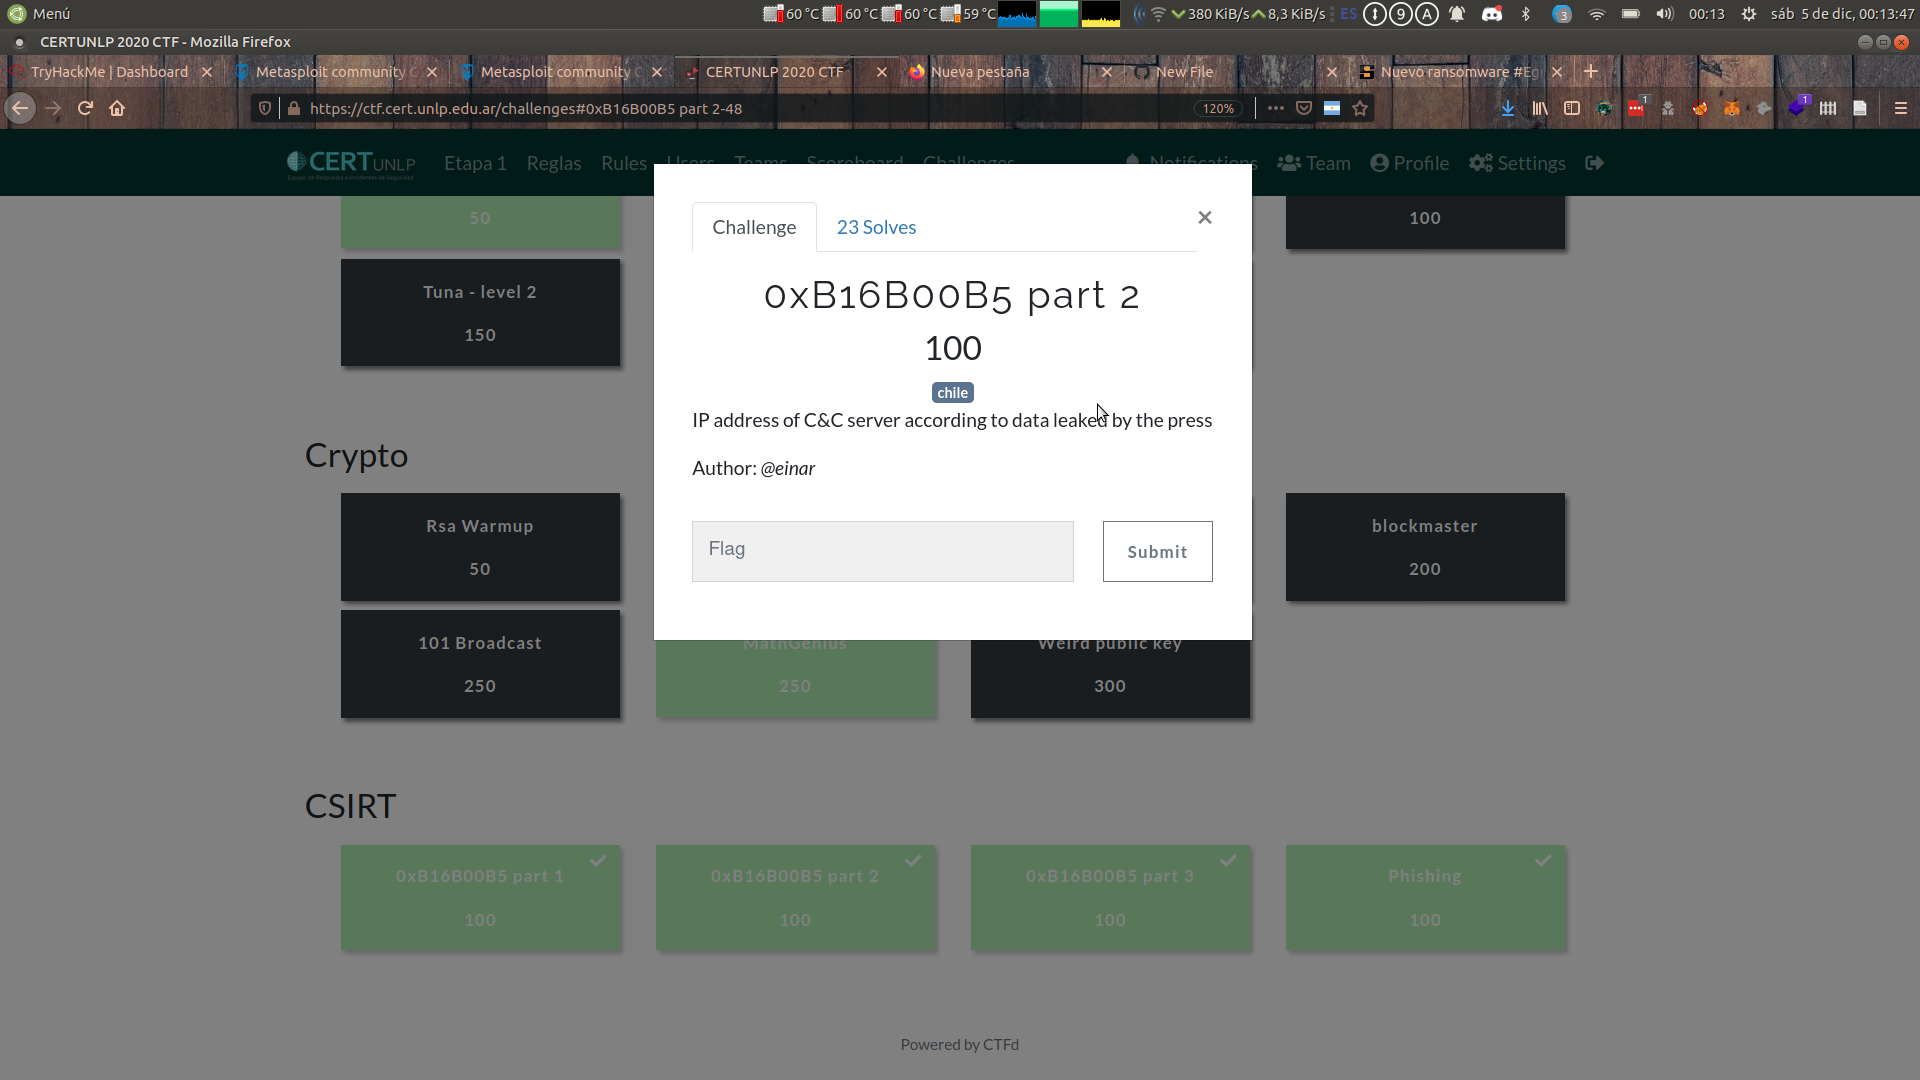 Menú 60 °C 60 °C 60 °C 59 °C 380 KiB/s 8,3 KiB/s ES 9 A 3 00:13 sáb 5 de dic, 00:13:47
CERTUNLP 2020 CTF - Mozilla Firefox
TryHackMe | Dashboard Metasploit community C Metasploit community C CERTUNLP 2020 CTF Nueva pestaña New File Nuevo ransomware #Eg
https://ctf.cert.unlp.edu.ar/challenges#0xB16B00B5 part 2-48 120% 1 1
CERTUNLP Etapa 1 Reglas Rules Users Teams Scoreboard Challenges Notifications Team Profile Settings
50
100
Challenge 23 Solves ×
0xB16B00B5 part 2
100
chile
IP address of C&C server according to data leaked by the press
Author: @einar
Flag Submit
Tuna - level 2
150
Crypto
Rsa Warmup
50
blockmaster
200
101 Broadcast
250
MathGenius
250
Weird public key
300
CSIRT
0xB16B00B5 part 1
100
0xB16B00B5 part 2
100
0xB16B00B5 part 3
100
Phishing
100
Powered by CTFd